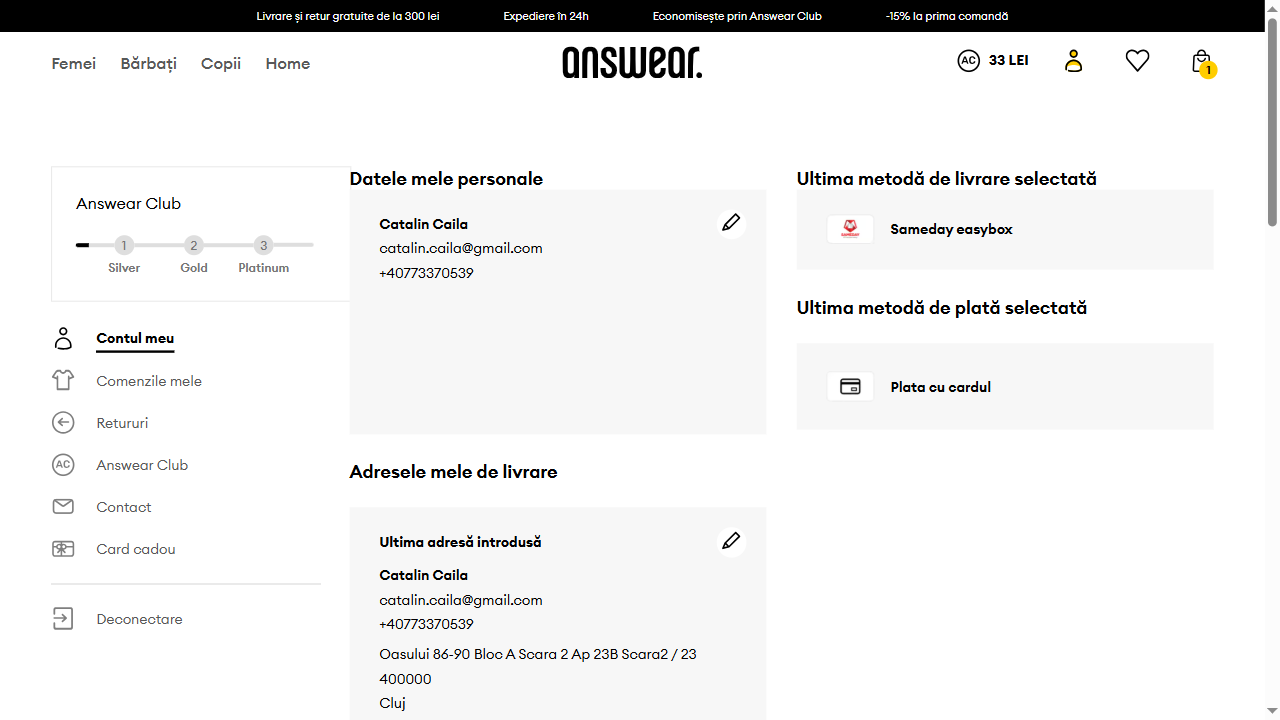 Livrare și retur gratuite de la 300 lei
Expediere în 24h
Economisește prin Answear Club
-15% la prima comandă
Femei
Bărbați
Copii
Home
answear.
AC 33 LEI
1
Answear Club
1 2 3
Silver Gold Platinum
Contul meu
Comenzile mele
Retururi
AC Answear Club
Contact
Card cadou
Deconectare
Datele mele personale
Catalin Caila
catalin.caila@gmail.com
+40773370539
Adresele mele de livrare
Ultima adresă introdusă
Catalin Caila
catalin.caila@gmail.com
+40773370539
Oasului 86-90 Bloc A Scara 2 Ap 23B Scara2 / 23
400000
Cluj
Ultima metodă de livrare selectată
SAMEDAY
Sameday easybox
Ultima metodă de plată selectată
Plata cu cardul